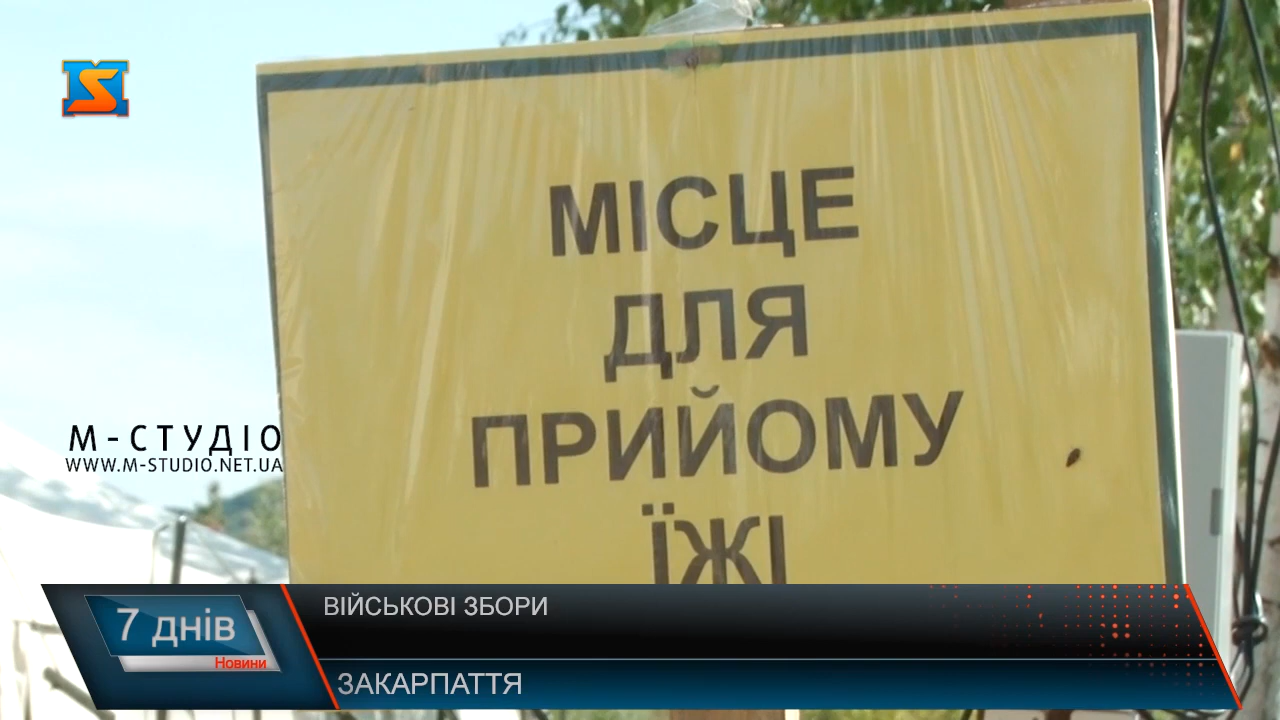 МІСЦЕ
ДЛЯ
ПРИЙОМУ
ЇЖІ
М-СТУДІО
WWW.M-STUDIO.NET.UA
7 днів
Новини
ВІЙСЬКОВІ ЗБОРИ
ЗАКАРПАТТЯ